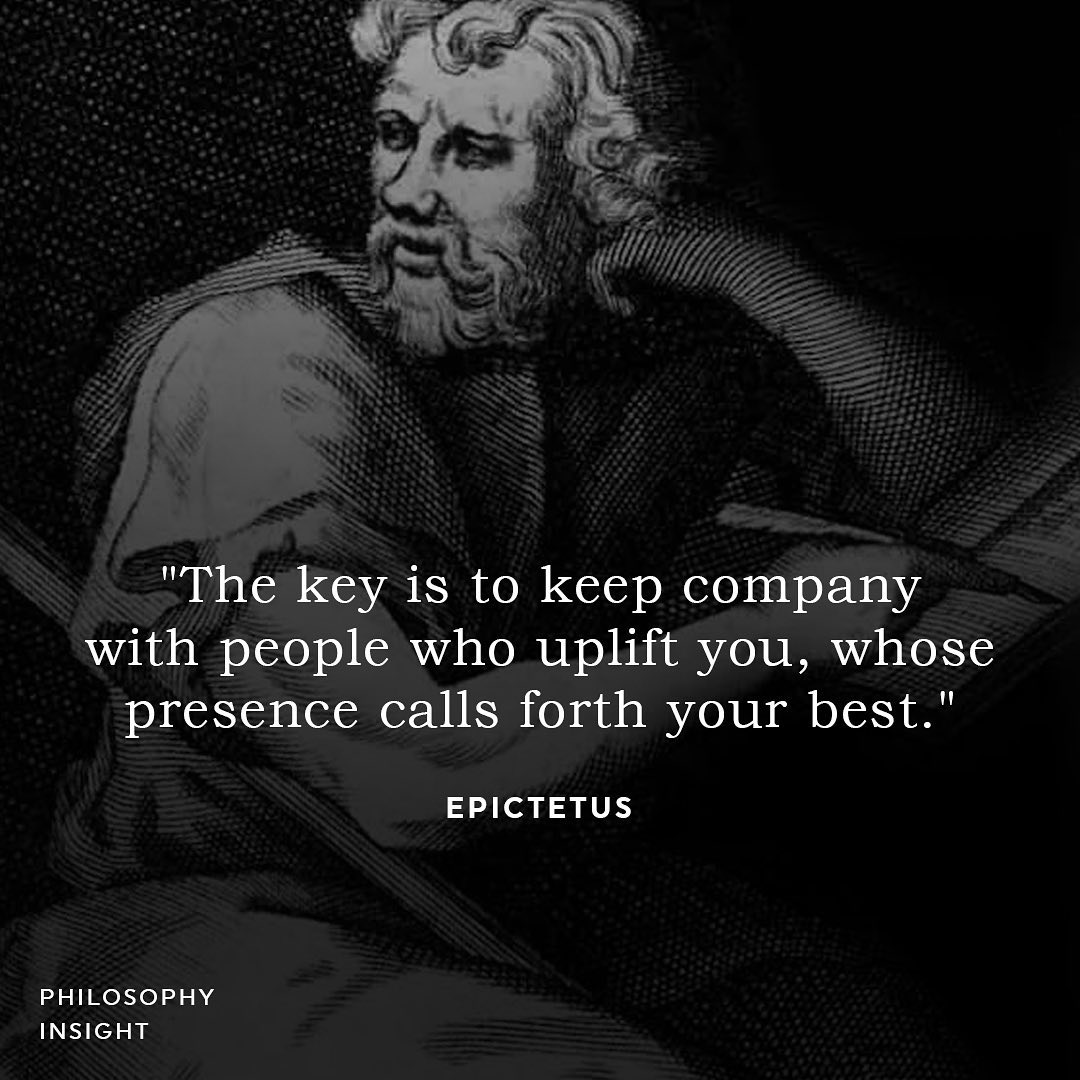 "The key is to keep company
with people who uplift you, whose
presence calls forth your best."
EPICTETUS
PHILOSOPHY
INSIGHT